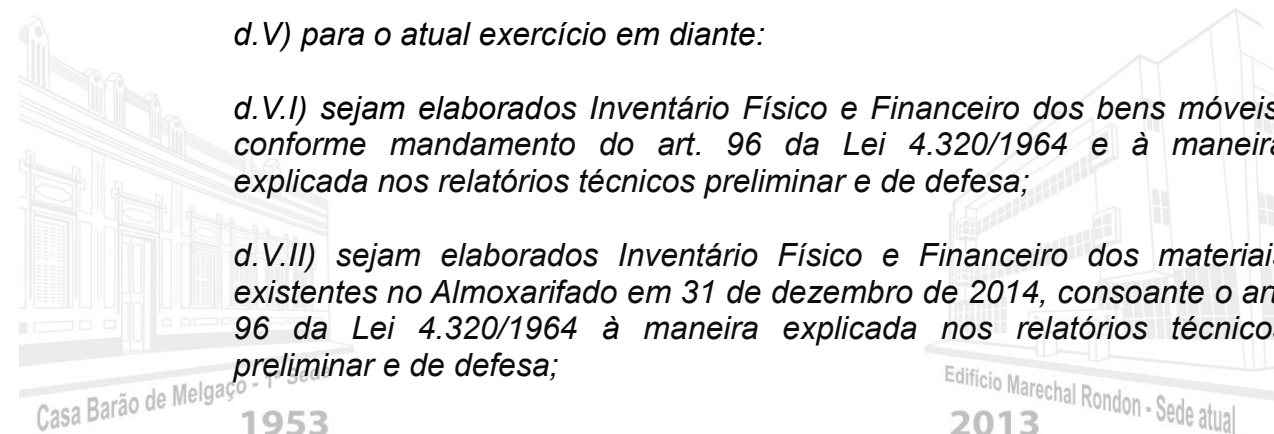 d.V) para o atual exercício em diante:
d.V.I) sejam elaborados Inventário Físico e Financeiro dos bens móveis
conforme mandamento do art. 96 da Lei 4.320/1964 e à maneira
explicada nos relatórios técnicos preliminar e de defesa;
d.V.II) sejam elaborados Inventário Físico e Financeiro dos materiais
existentes no Almoxarifado em 31 de dezembro de 2014, consoante o art
96 da Lei 4.320/1964 à maneira explicada nos relatórios técnicos
preliminar e de defesa;
Casa Barão de Melgaço - 1ª Sede
1953
Edifício Marechal Rondon - Sede atual
2013